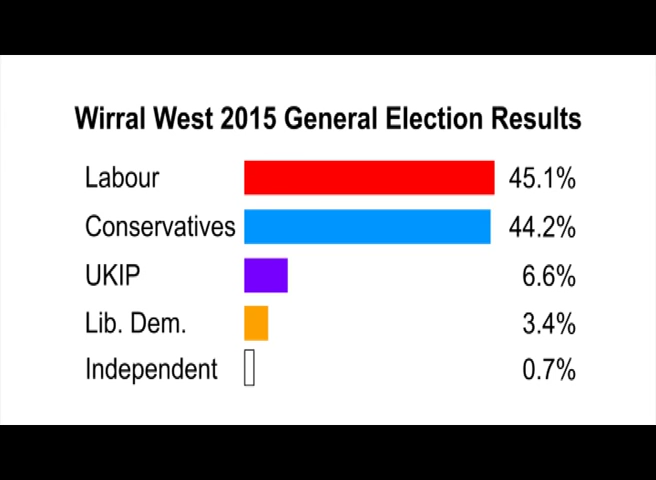 Wirral West 2015 General Election Results
Labour 45.1%
Conservatives 44.2%
UKIP 6.6%
Lib. Dem. 3.4%
Independent 0.7%